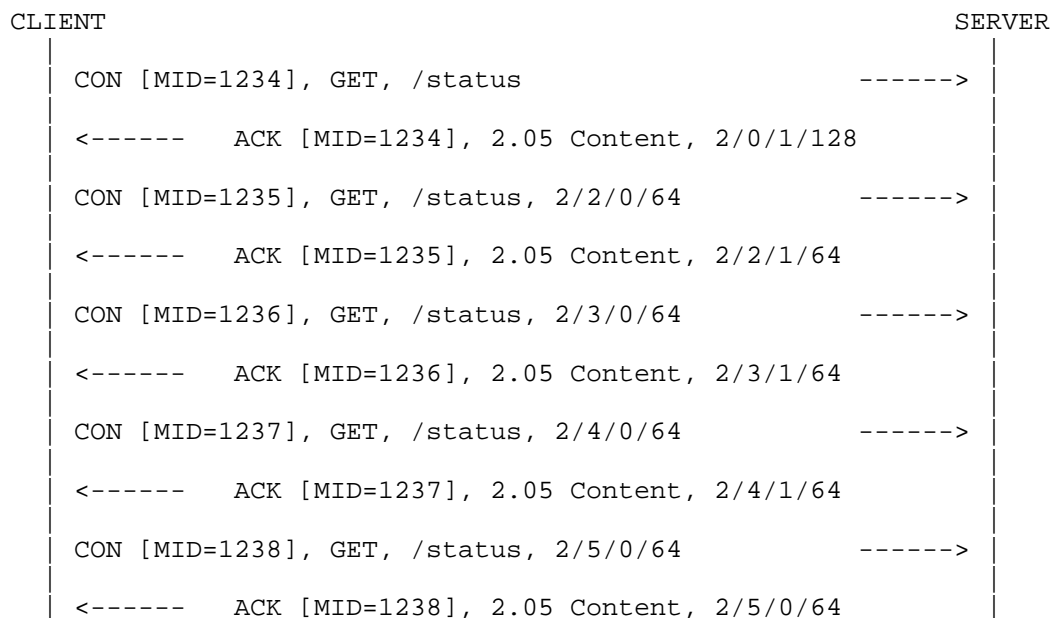 CLIENT                                                     SERVER
  |                                                          |
  | CON [MID=1234], GET, /status                     ------> |
  |                                                          |
  | <------   ACK [MID=1234], 2.05 Content, 2/0/1/128        |
  |                                                          |
  | CON [MID=1235], GET, /status, 2/2/0/64           ------> |
  |                                                          |
  | <------   ACK [MID=1235], 2.05 Content, 2/2/1/64         |
  |                                                          |
  | CON [MID=1236], GET, /status, 2/3/0/64           ------> |
  |                                                          |
  | <------   ACK [MID=1236], 2.05 Content, 2/3/1/64         |
  |                                                          |
  | CON [MID=1237], GET, /status, 2/4/0/64           ------> |
  |                                                          |
  | <------   ACK [MID=1237], 2.05 Content, 2/4/1/64         |
  |                                                          |
  | CON [MID=1238], GET, /status, 2/5/0/64           ------> |
  |                                                          |
  | <------   ACK [MID=1238], 2.05 Content, 2/5/0/64         |